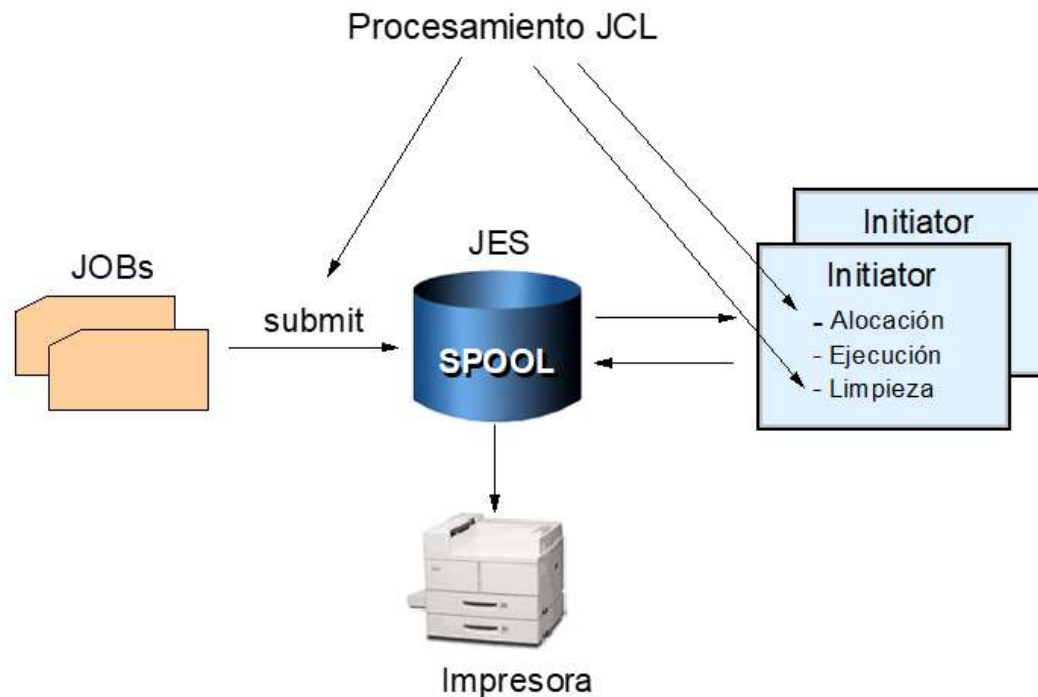 Procesamiento JCL
Initiator
JES
JOBs
Initiator
submit
- Alocación
SPOOL
- Ejecución
- Limpieza
Impresora